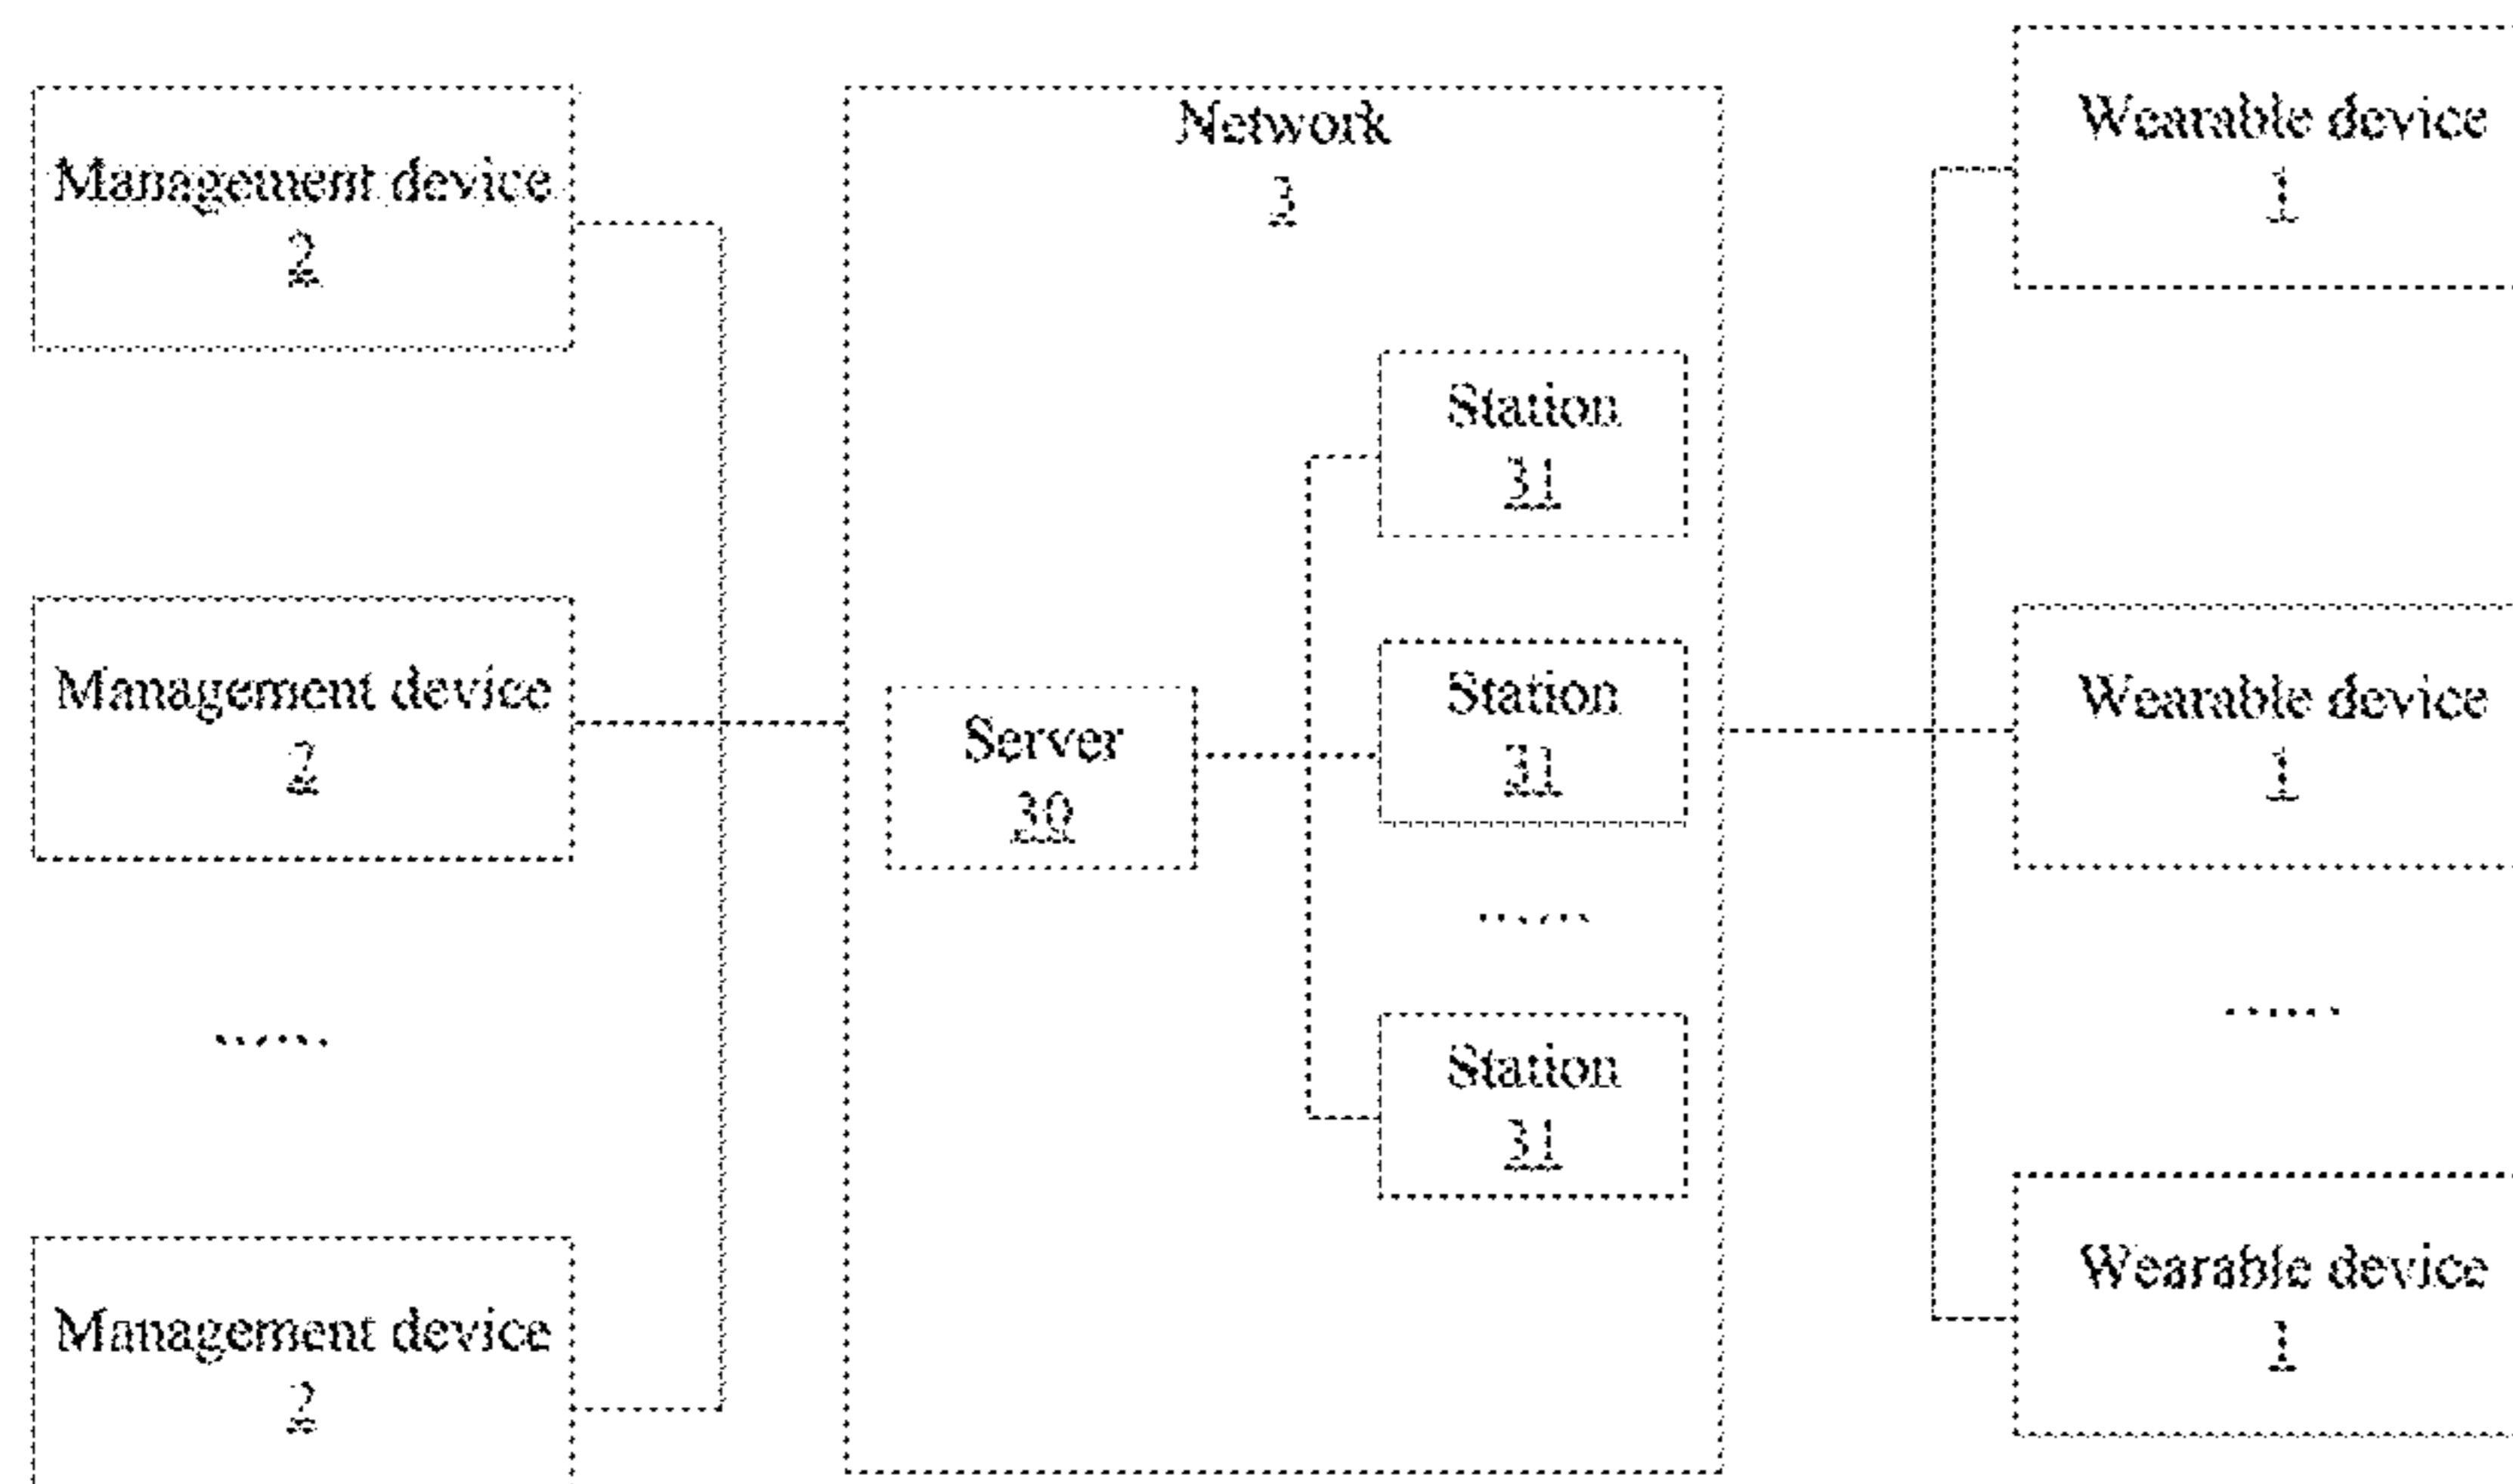 Management device
2
Management device
2
......
Management device
2
Network
3
Server
30
Station
31
Station
31
......
Station
31
Wearable device
1
Wearable device
1
......
Wearable device
1